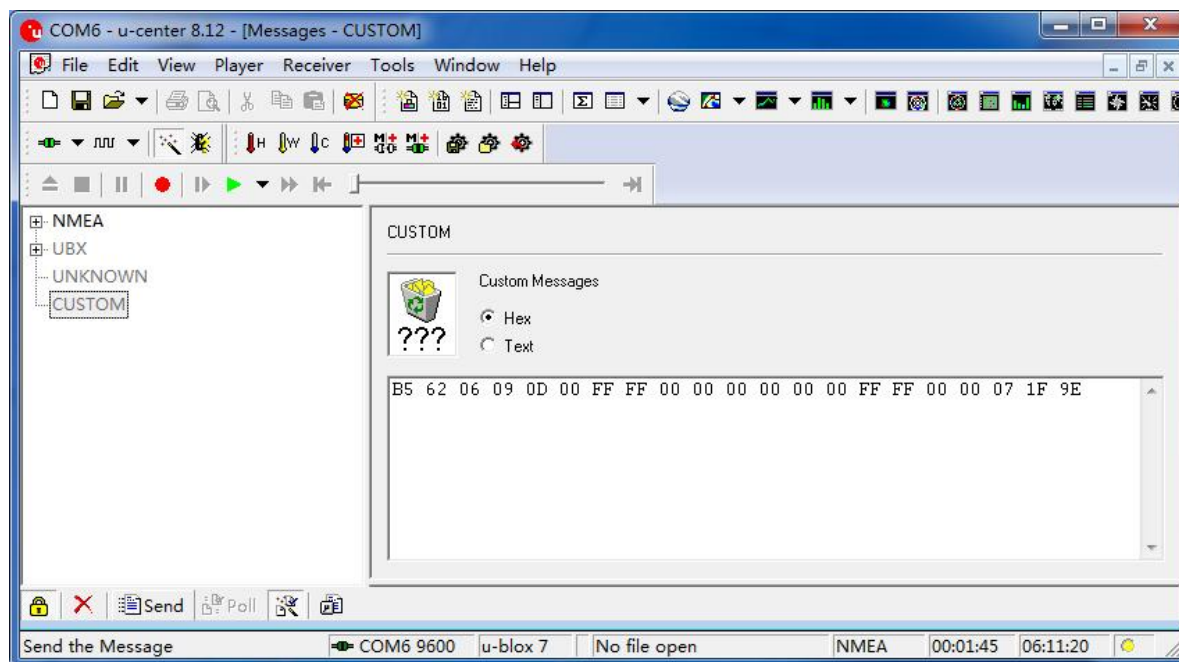 COM6 - u-center 8.12 - [Messages - CUSTOM]
File Edit View Player Receiver Tools Window Help
NMEA
UBX
UNKNOWN
CUSTOM
CUSTOM
Custom Messages
Hex
Text
???
B5 62 06 09 0D 00 FF FF 00 00 00 00 00 00 FF FF 00 00 07 1F 9E
Send Poll
Send the Message COM6 9600 u-blox 7 No file open NMEA 00:01:45 06:11:20